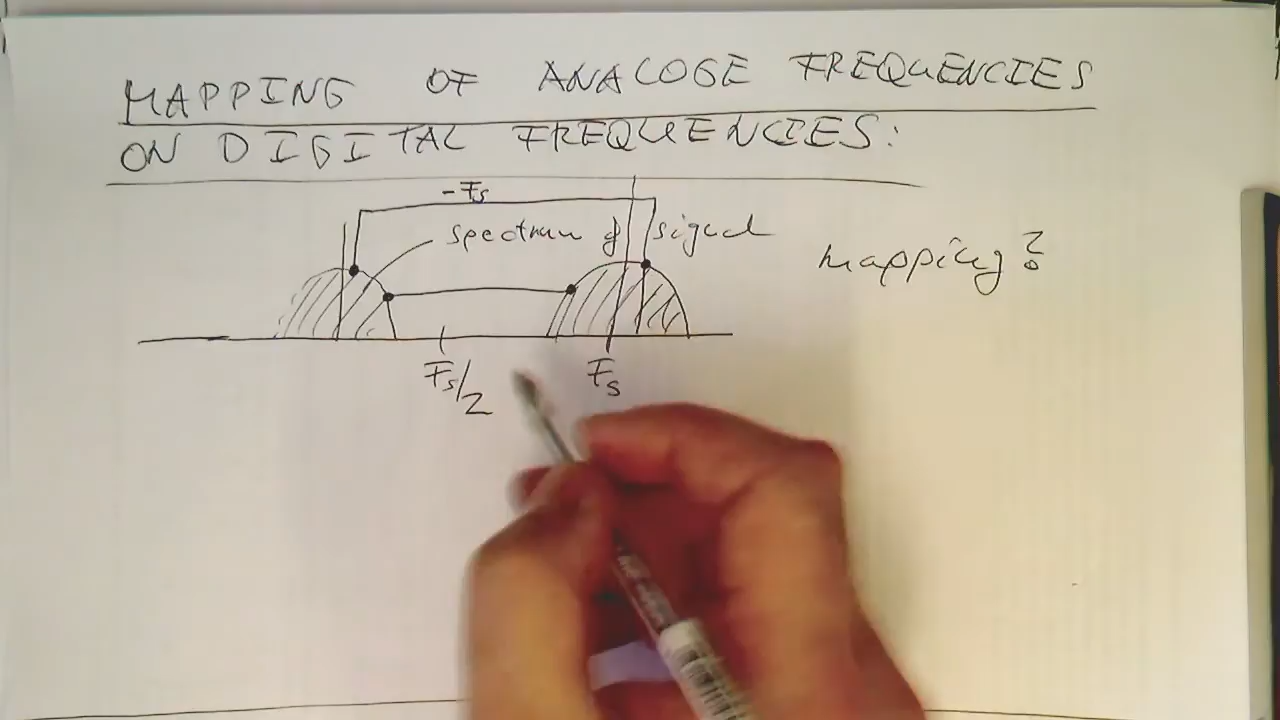 MAPPING OF ANALOGE FREQUENCIES
ON DIGITAL FREQUENCIES:
-Fs
spectrum of signal
mapping?
Fs/2
Fs